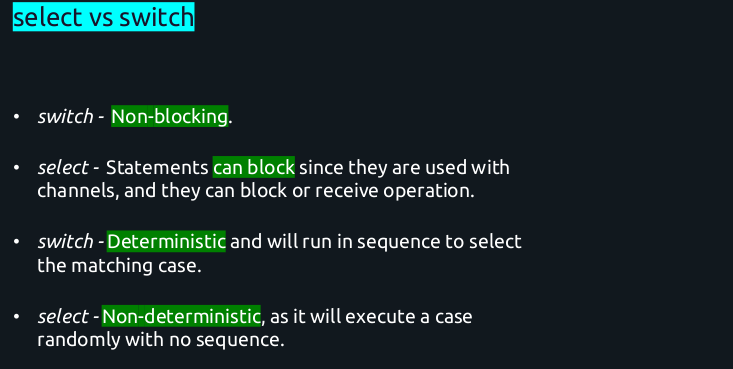 select vs switch
• switch - Non-blocking.
• select - Statements can block since they are used with
channels, and they can block or receive operation.
• switch - Deterministic and will run in sequence to select
the matching case.
• select - Non-deterministic, as it will execute a case
randomly with no sequence.